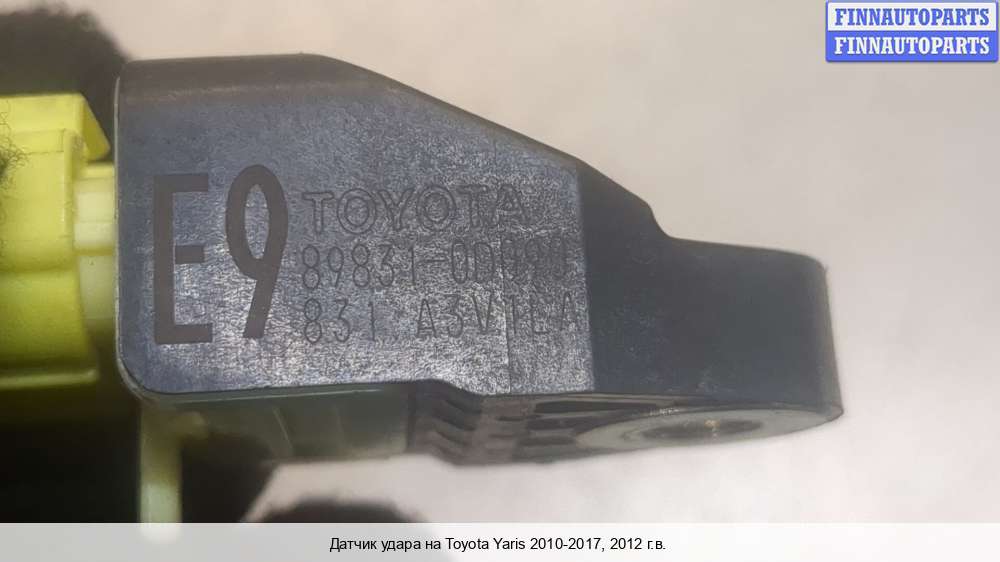 FINNAUTOPARTS
FINNAUTOPARTS
E9
TOYOTA
89831-0D090
831 A3V1LA
Датчик удара на Toyota Yaris 2010-2017, 2012 г.в.